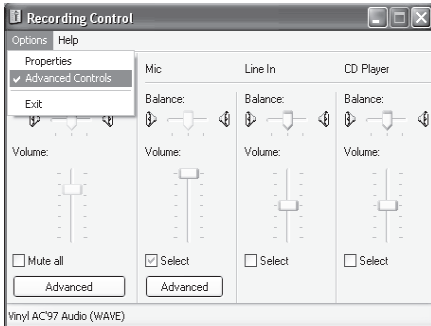 Recording Control
Options Help
Properties
Advanced Controls
Exit
Mic Line In CD Player
Balance: Balance: Balance:
Volume: Volume: Volume: Volume:
Mute all Select Select Select
Advanced Advanced
Vinyl AC'97 Audio (WAVE)